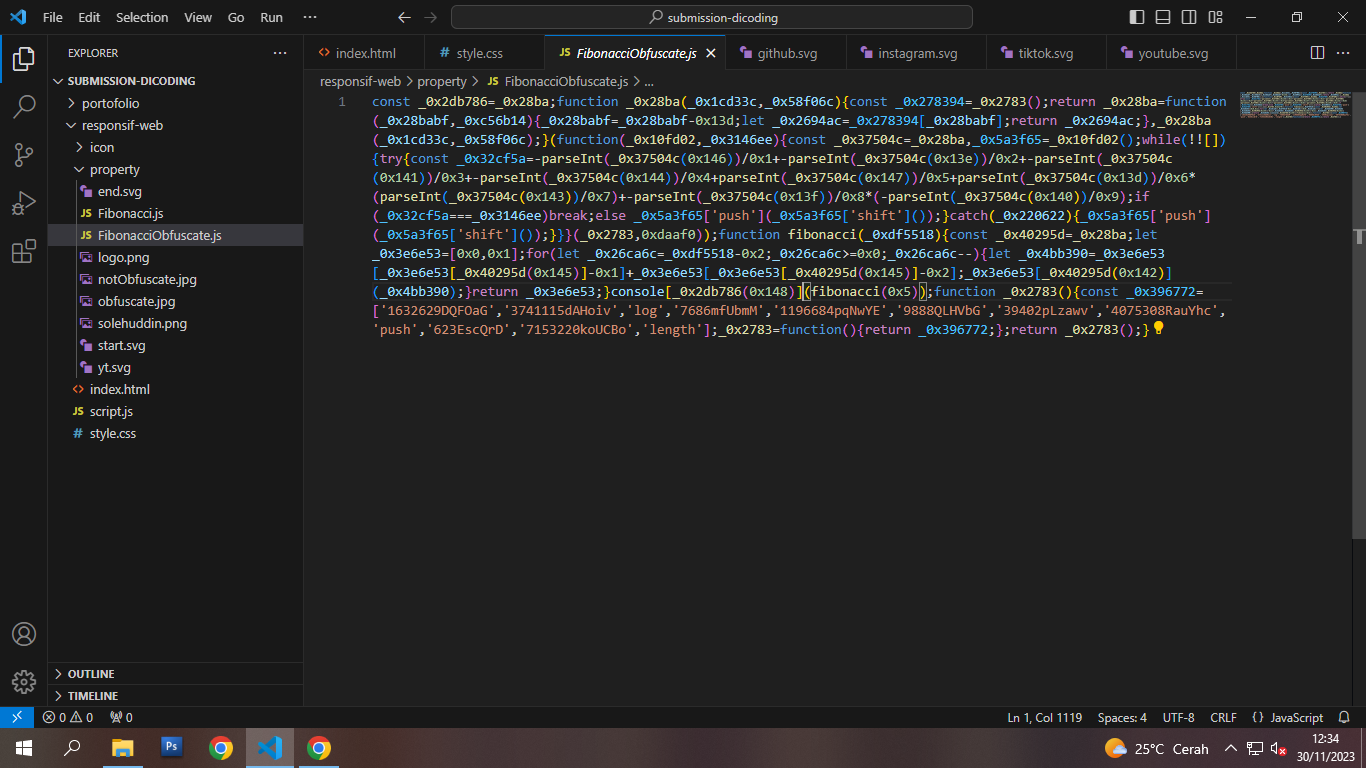 File Edit Selection View Go Run ···
submission-dicoding
EXPLORER
SUBMISSION-DICODING
portofolio
responsif-web
icon
property
end.svg
JS Fibonacci.js
JS FibonacciObfuscate.js
logo.png
notObfuscate.jpg
obfuscate.jpg
solehuddin.png
start.svg
yt.svg
<> index.html
JS script.js
# style.css
OUTLINE
TIMELINE
<> index.html # style.css JS FibonacciObfuscate.js github.svg instagram.svg tiktok.svg youtube.svg
responsif-web > property > JS FibonacciObfuscate.js > ...
1 const _0x2db786=_0x28ba;function _0x28ba(_0x1cd33c,_0x58f06c){const _0x278394=_0x2783();return _0x28ba=function
(_0x28babf,_0xc56b14){_0x28babf=_0x28babf-0x13d;let _0x2694ac=_0x278394[_0x28babf];return _0x2694ac;},_0x28ba
(_0x1cd33c,_0x58f06c);}(function(_0x10fd02,_0x3146ee){const _0x37504c=_0x28ba,_0x5a3f65=_0x10fd02();while(!![])
{try{const _0x32cf5a=-parseInt(_0x37504c(0x146))/0x1+-parseInt(_0x37504c(0x13e))/0x2+-parseInt(_0x37504c
(0x141))/0x3+-parseInt(_0x37504c(0x144))/0x4+parseInt(_0x37504c(0x147))/0x5+parseInt(_0x37504c(0x13d))/0x6*
(parseInt(_0x37504c(0x143))/0x7)+-parseInt(_0x37504c(0x13f))/0x8*(-parseInt(_0x37504c(0x140))/0x9);if
(_0x32cf5a===_0x3146ee)break;else _0x5a3f65['push'](_0x5a3f65['shift']());}catch(_0x220622){_0x5a3f65['push']
(_0x5a3f65['shift']());}}}(_0x2783,0xdaaf0));function fibonacci(_0xdf5518){const _0x40295d=_0x28ba;let
_0x3e6e53=[0x0,0x1];for(let _0x26ca6c=_0xdf5518-0x2;_0x26ca6c>=0x0;_0x26ca6c--){let _0x4bb390=_0x3e6e53
[_0x3e6e53[_0x40295d(0x145)]-0x1]+_0x3e6e53[_0x3e6e53[_0x40295d(0x145)]-0x2];_0x3e6e53[_0x40295d(0x142)]
(_0x4bb390);}return _0x3e6e53;}console[_0x2db786(0x148)](fibonacci(0x5));function _0x2783(){const _0x396772=
['1632629DQFOaG','3741115dAHoiv','log','7686mfUbmM','1196684pqNwYE','9888QLHVbG','39402pLzawv','4075308RauYhc',
'push','623EscQrD','7153220koUCBo','length'];_0x2783=function(){return _0x396772;};return _0x2783();}
0 0 0 Ln 1, Col 1119 Spaces: 4 UTF-8 CRLF {} JavaScript
Ps 25°C Cerah 12:34
30/11/2023